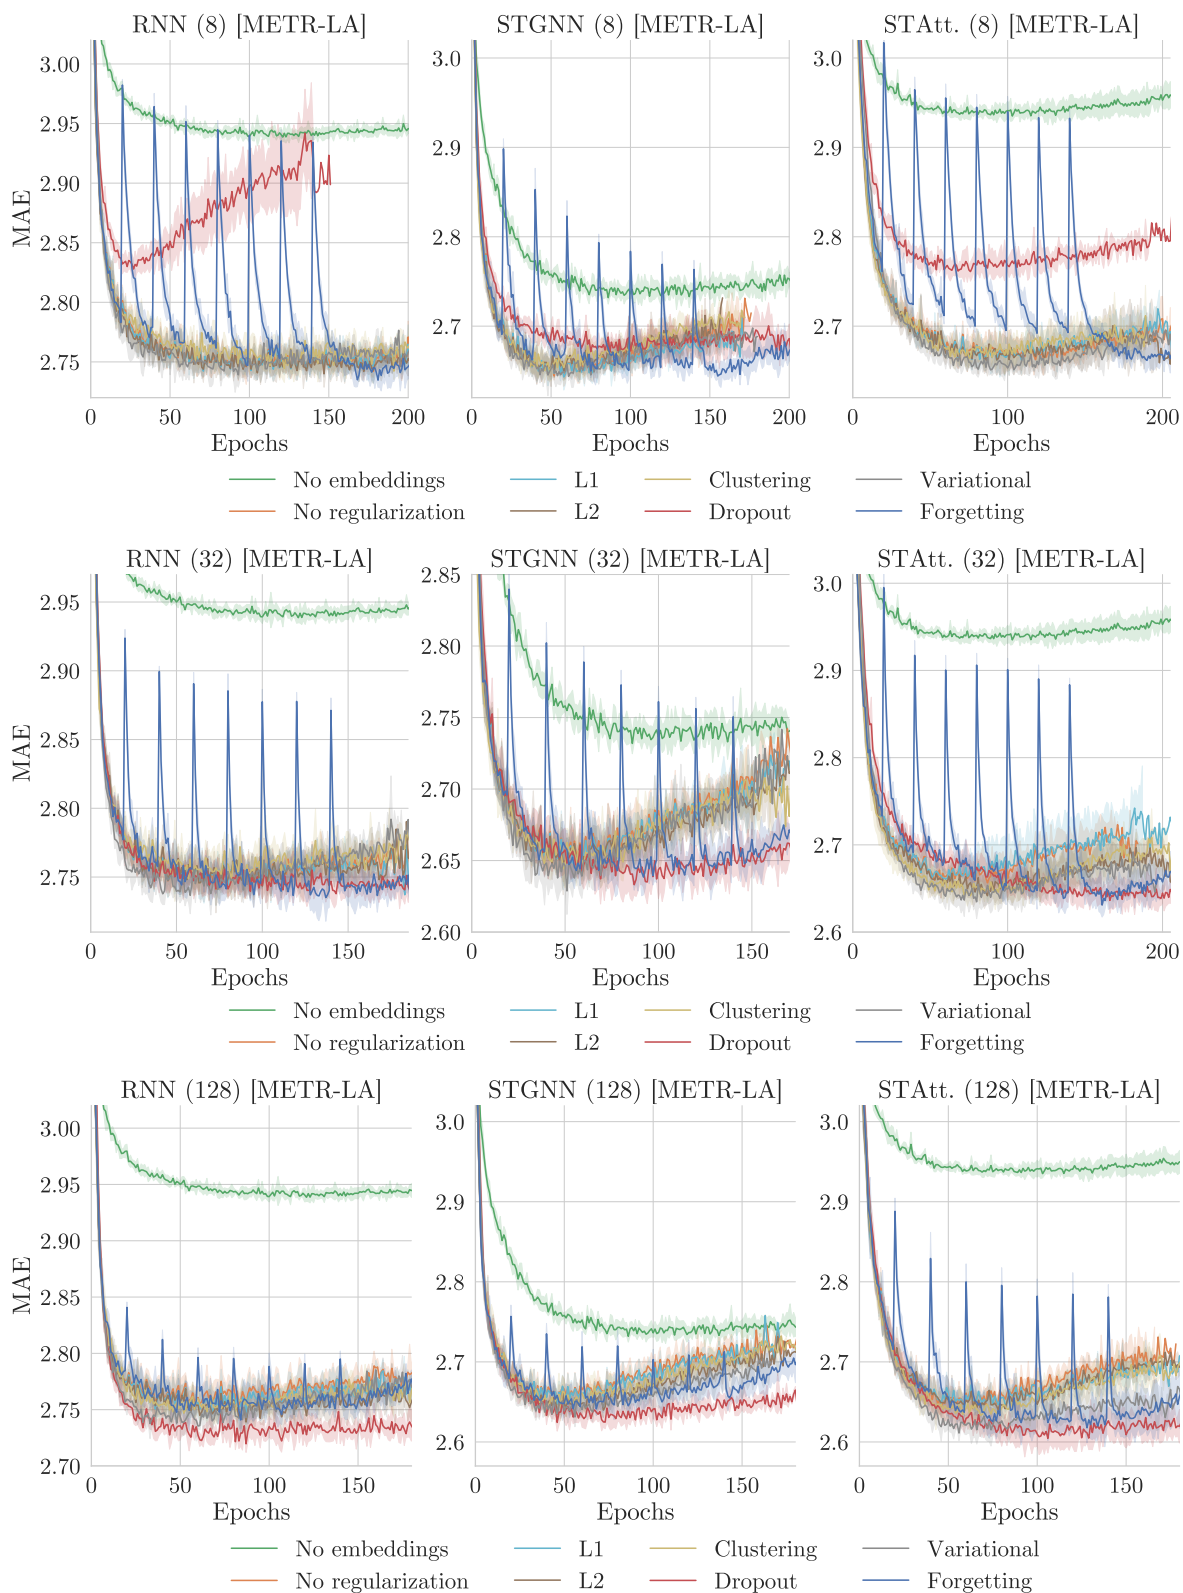 RNN (8) [METR-LA] STGNN (8) [METR-LA] STAtt. (8) [METR-LA]
MAE
3.00
2.95
2.90
2.85
2.80
2.75
0 50 100 150 200
Epochs
3.0
2.9
2.8
2.7
0 50 100 150 200
Epochs
3.0
2.9
2.8
2.7
0 100 200
Epochs
No embeddings L1 Clustering Variational
No regularization L2 Dropout Forgetting
RNN (32) [METR-LA] STGNN (32) [METR-LA] STAtt. (32) [METR-LA]
MAE
2.95
2.90
2.85
2.80
2.75
0 50 100 150
Epochs
2.85
2.80
2.75
2.70
2.65
2.60
0 50 100 150
Epochs
3.0
2.9
2.8
2.7
2.6
0 100 200
Epochs
No embeddings L1 Clustering Variational
No regularization L2 Dropout Forgetting
RNN (128) [METR-LA] STGNN (128) [METR-LA] STAtt. (128) [METR-LA]
MAE
3.00
2.95
2.90
2.85
2.80
2.75
2.70
0 50 100 150
Epochs
3.0
2.9
2.8
2.7
2.6
0 50 100 150
Epochs
3.0
2.9
2.8
2.7
2.6
0 50 100 150
Epochs
No embeddings L1 Clustering Variational
No regularization L2 Dropout Forgetting